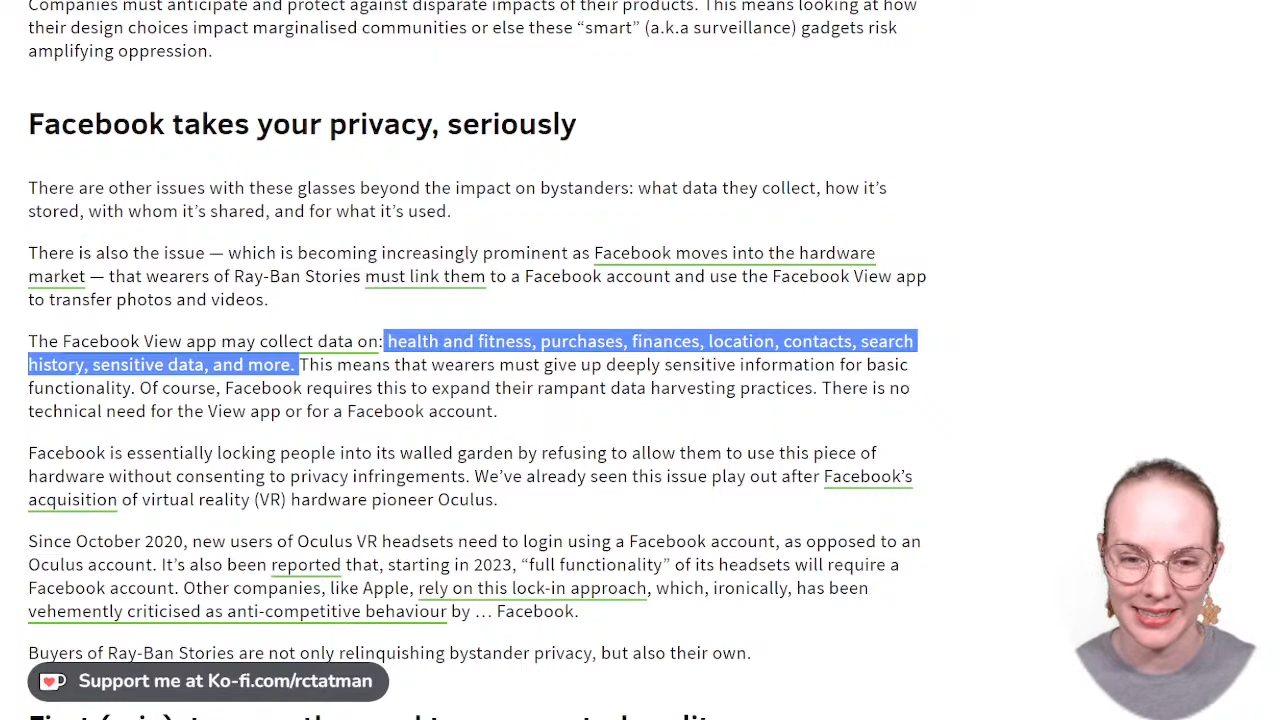 Companies must anticipate and protect against disparate impacts of their products. This means looking at how
their design choices impact marginalised communities or else these “smart” (a.k.a surveillance) gadgets risk
amplifying oppression.
Facebook takes your privacy, seriously
There are other issues with these glasses beyond the impact on bystanders: what data they collect, how it’s
stored, with whom it’s shared, and for what it’s used.
There is also the issue — which is becoming increasingly prominent as Facebook moves into the hardware
market — that wearers of Ray-Ban Stories must link them to a Facebook account and use the Facebook View app
to transfer photos and videos.
The Facebook View app may collect data on: health and fitness, purchases, finances, location, contacts, search
history, sensitive data, and more. This means that wearers must give up deeply sensitive information for basic
functionality. Of course, Facebook requires this to expand their rampant data harvesting practices. There is no
technical need for the View app or for a Facebook account.
Facebook is essentially locking people into its walled garden by refusing to allow them to use this piece of
hardware without consenting to privacy infringements. We’ve already seen this issue play out after Facebook’s
acquisition of virtual reality (VR) hardware pioneer Oculus.
Since October 2020, new users of Oculus VR headsets need to login using a Facebook account, as opposed to an
Oculus account. It’s also been reported that, starting in 2023, “full functionality” of its headsets will require a
Facebook account. Other companies, like Apple, rely on this lock-in approach, which, ironically, has been
vehemently criticised as anti-competitive behaviour by … Facebook.
Buyers of Ray-Ban Stories are not only relinquishing bystander privacy, but also their own.
Support me at Ko-fi.com/rctatman